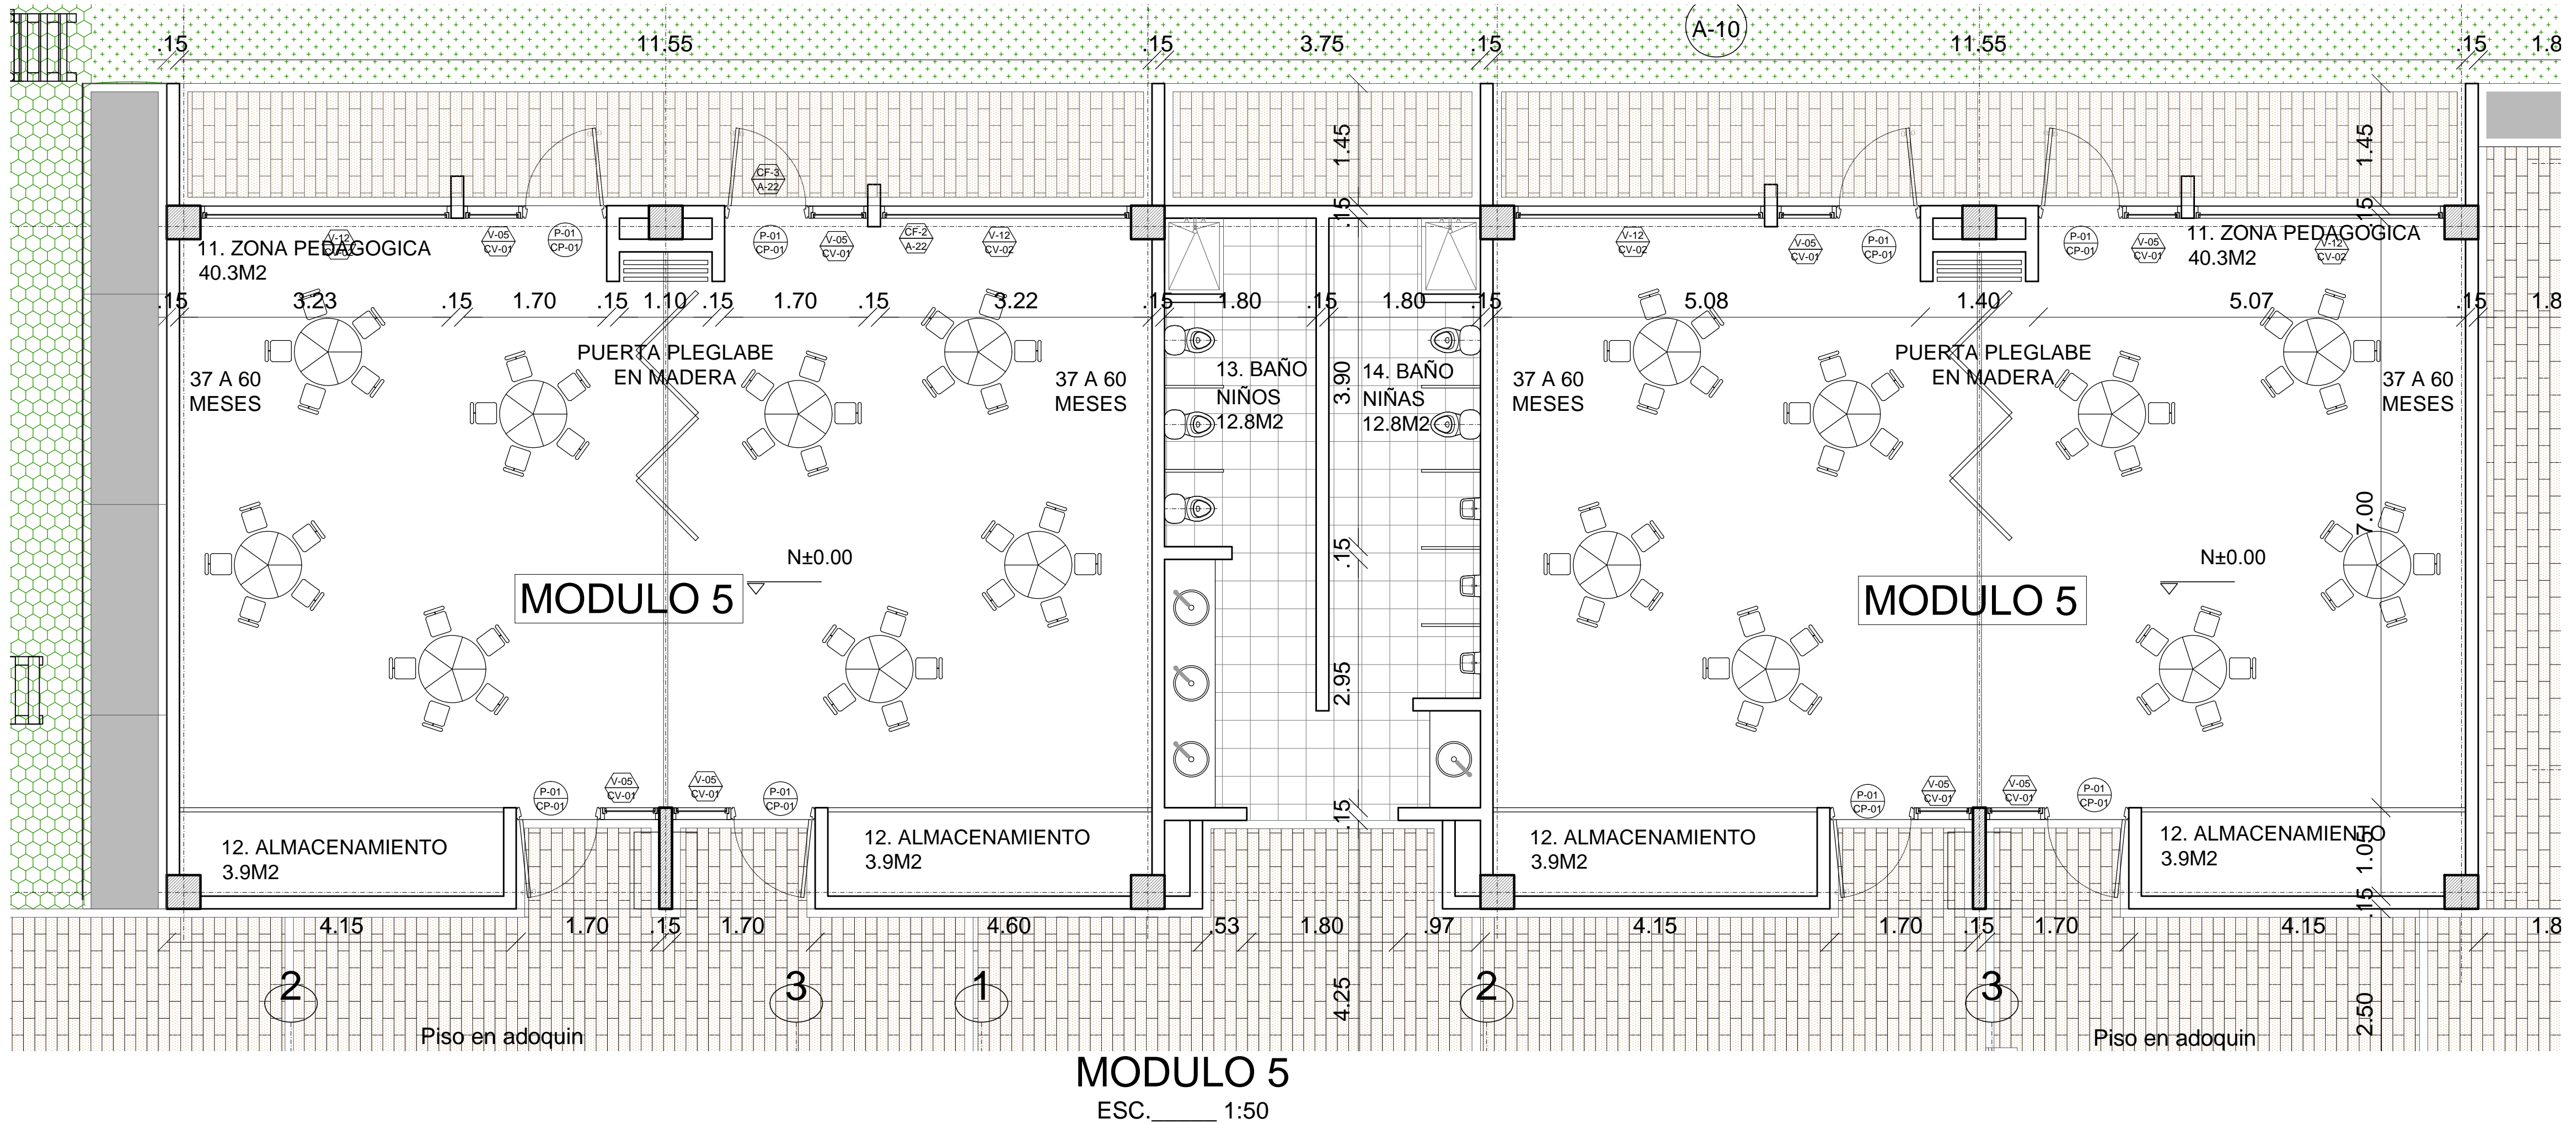 A-10
.15 11.55 .15 3.75 .15 11.55 .15 1.8
1.45 1.45
CF-3
A-22
.15 .15
11. ZONA PEDAGOGICA
40.3M2
V-12
V-05
CV-01
P-01
CP-01
P-01
CP-01
V-05
CV-01
CF-2
A-22
V-12
CV-02
V-12
CV-02
V-05
CV-01
P-01
CP-01
P-01
CP-01
V-05
CV-01
V-12
CV-02
11. ZONA PEDAGOGICA
40.3M2
.15 3.23 .15 1.70 .15 1.10 .15 1.70 .15 3.22 .15 1.80 .15 1.80 .15 5.08 1.40 5.07 .15 1.8
PUERTA PLEGLABE
EN MADERA
PUERTA PLEGLABE
EN MADERA
37 A 60
MESES
37 A 60
MESES
13. BAÑO
NIÑOS
12.8M2
3.90
14. BAÑO
NIÑAS
12.8M2
37 A 60
MESES
37 A 60
MESES
7.00
N±0.00
.15
N±0.00
MODULO 5
MODULO 5
2.95
P-01
CP-01
V-05
CV-01
V-05
CV-01
P-01
CP-01
P-01
CP-01
V-05
CV-01
V-05
CV-01
P-01
CP-01
.15
12. ALMACENAMIENTO
3.9M2
12. ALMACENAMIENTO
3.9M2
12. ALMACENAMIENTO
3.9M2
12. ALMACENAMIENTO
3.9M2
1.05
.15
4.15 1.70 .15 1.70 4.60 .53 1.80 .97 4.15 1.70 .15 1.70 4.15 1.8
2 3 1 2 3
4.25 2.50
Piso en adoquin
Piso en adoquin
MODULO 5
ESC._____ 1:50